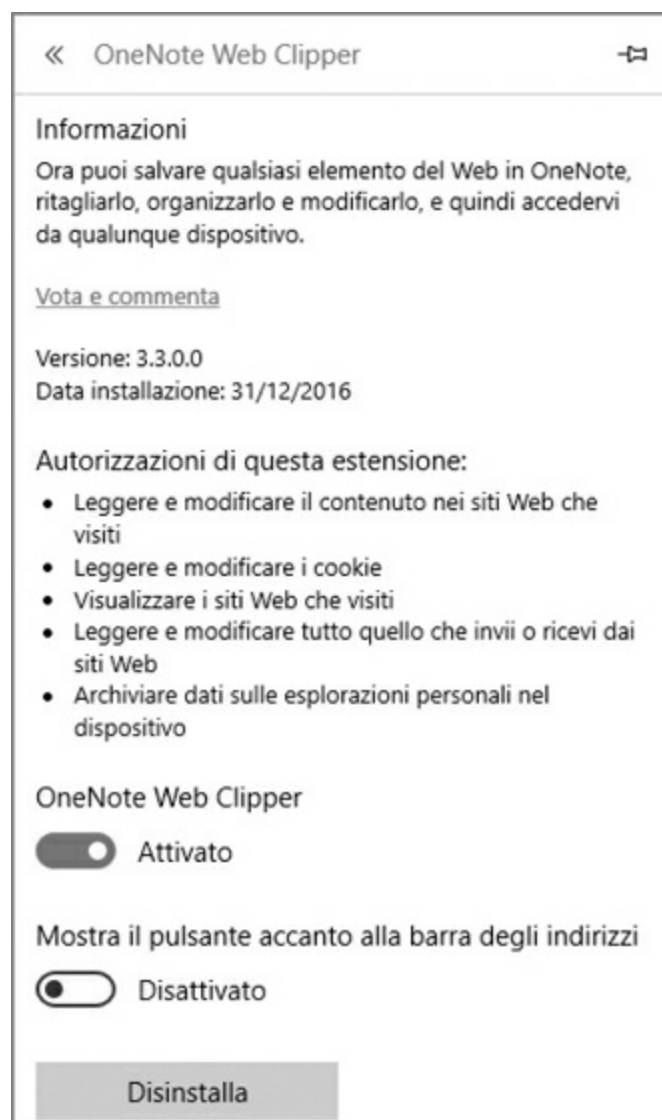 « OneNote Web Clipper
Informazioni
Ora puoi salvare qualsiasi elemento del Web in OneNote,
ritagliarlo, organizzarlo e modificarlo, e quindi accedervi
da qualunque dispositivo.
Vota e commenta
Versione: 3.3.0.0
Data installazione: 31/12/2016
Autorizzazioni di questa estensione:
• Leggere e modificare il contenuto nei siti Web che
visiti
• Leggere e modificare i cookie
• Visualizzare i siti Web che visiti
• Leggere e modificare tutto quello che invii o ricevi dai
siti Web
• Archiviare dati sulle esplorazioni personali nel
dispositivo
OneNote Web Clipper
Attivato
Mostra il pulsante accanto alla barra degli indirizzi
Disattivato
Disinstalla